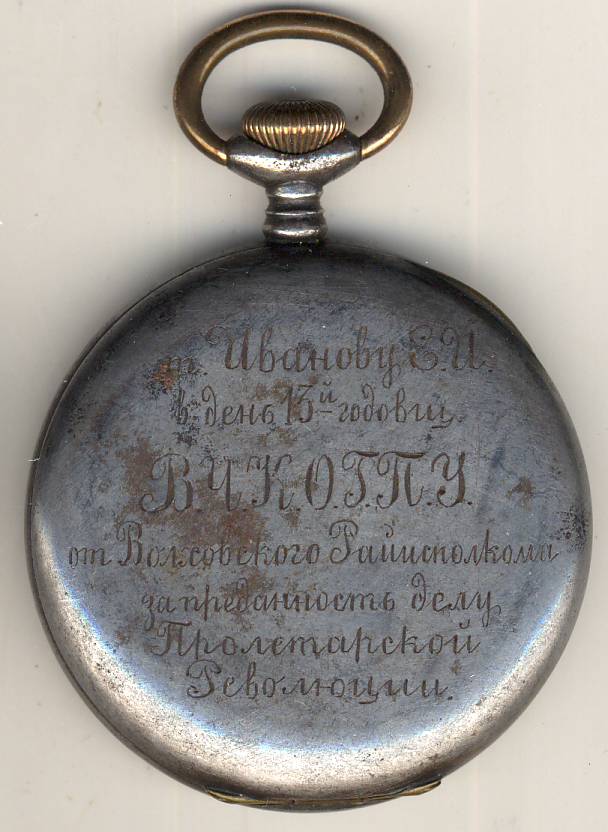 т. Иванову Е.И.
в день 13й годовщ.
В.Ч.К.О.Г.П.У.
от Волховского Райисполкома
за преданность делу
Пролетарской
Революции.